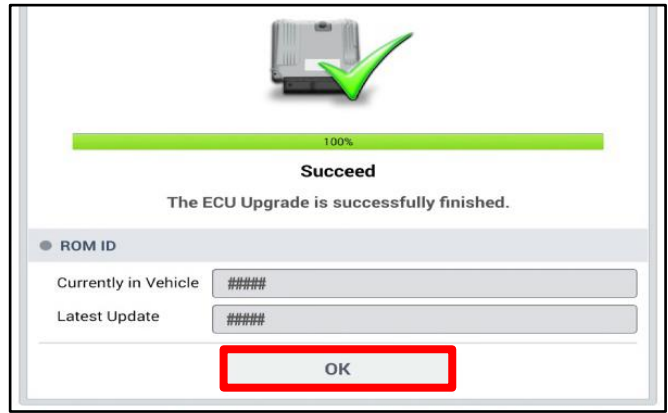 100%
Succeed
The ECU Upgrade is successfully finished.
ROM ID
Currently in Vehicle #####
Latest Update #####
OK